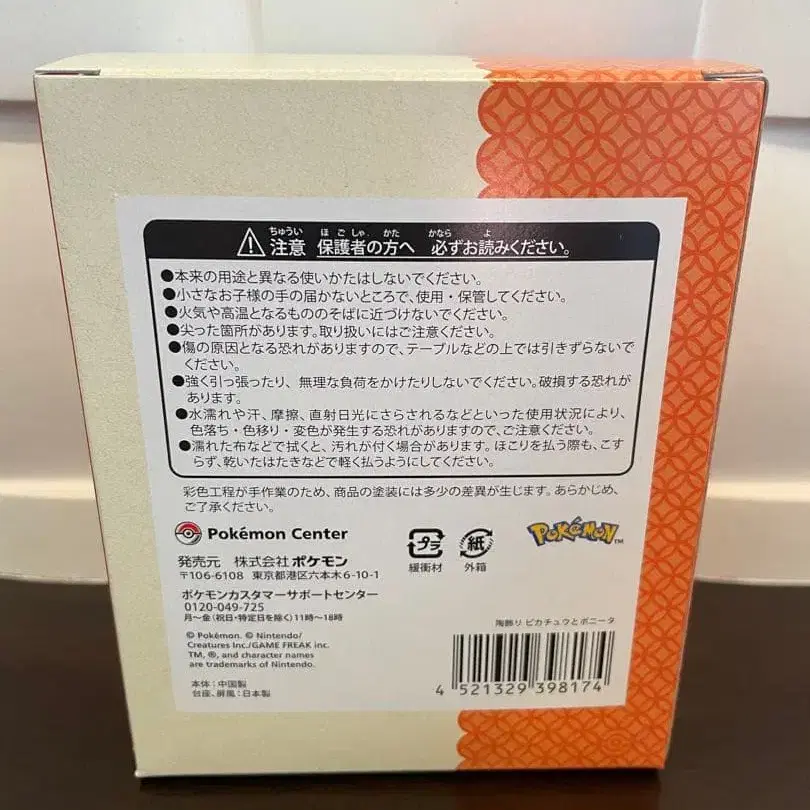 ちゅうい ほごしゃ かた かなら よ
⚠注意 保護者の方へ 必ずお読みください。
●本来の用途と異なる使いかたはしないでください。
●小さなお子様の手の届かないところで、使用・保管してください。
●火気や高温となるもののそばに近づけないでください。
●尖った箇所があります。取り扱いにはご注意ください。
●傷の原因となる恐れがありますので、テーブルなどの上では引きずらないで
ください。
●強く引っ張ったり、無理な負荷をかけたりしないでください。破損する恐れが
あります。
●水濡れや汗、摩擦、直射日光にさらされるなどといった使用状況により、
色落ち・色移り・変色が発生する恐れがありますので、ご注意ください。
●濡れた布などで拭くと、汚れが付く場合があります。ほこりを払う際も、こす
らず、乾いたはたきなどで軽く払うようにしてください。
彩色工程が手作業のため、商品の塗装には多少の差異が生じます。あらかじめ、
ご了承ください。
Pokémon Center
発売元 株式会社ポケモン
〒106-6108 東京都港区六本木6-10-1
ポケモンカスタマーサポートセンター
0120-049-725
月〜金(祝日・特定日を除く)11時〜18時
© Pokémon. © Nintendo/
Creatures Inc./GAME FREAK inc.
TM, ®, and character names
are trademarks of Nintendo.
本体:中国製
台座、屏風:日本製
プラ 紙
緩衝材 外箱
POKéMON™
陶飾り ピカチュウとポニータ
4 521329 398174